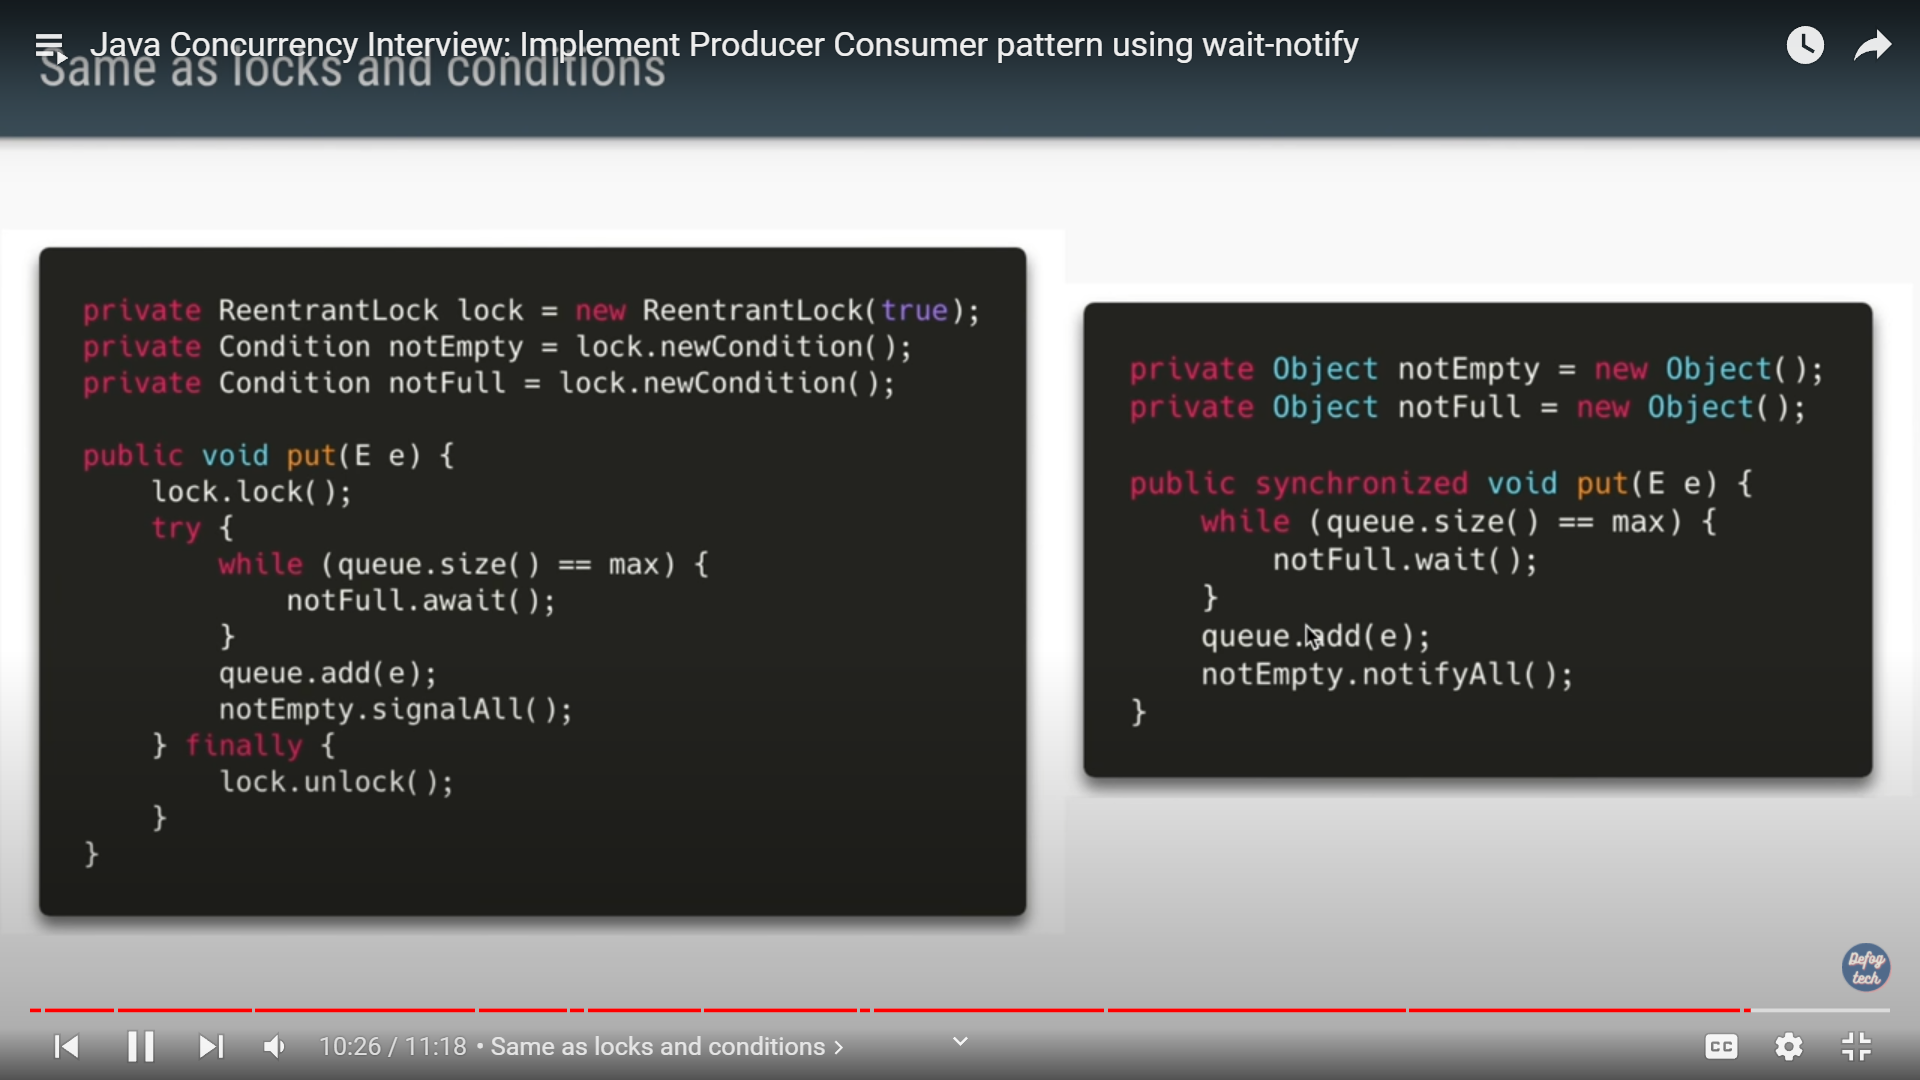 Java Concurrency Interview: Implement Producer Consumer pattern using wait-notify
Same as locks and conditions
private ReentrantLock lock = new ReentrantLock(true);
private Condition notEmpty = lock.newCondition();
private Condition notFull = lock.newCondition();
public void put(E e) {
lock.lock();
try {
while (queue.size() == max) {
notFull.await();
}
queue.add(e);
notEmpty.signalAll();
} finally {
lock.unlock();
}
}
private Object notEmpty = new Object();
private Object notFull = new Object();
public synchronized void put(E e) {
while (queue.size() == max) {
notFull.wait();
}
queue.add(e);
notEmpty.notifyAll();
}
Defog
tech
10:26 / 11:18 • Same as locks and conditions >
CC